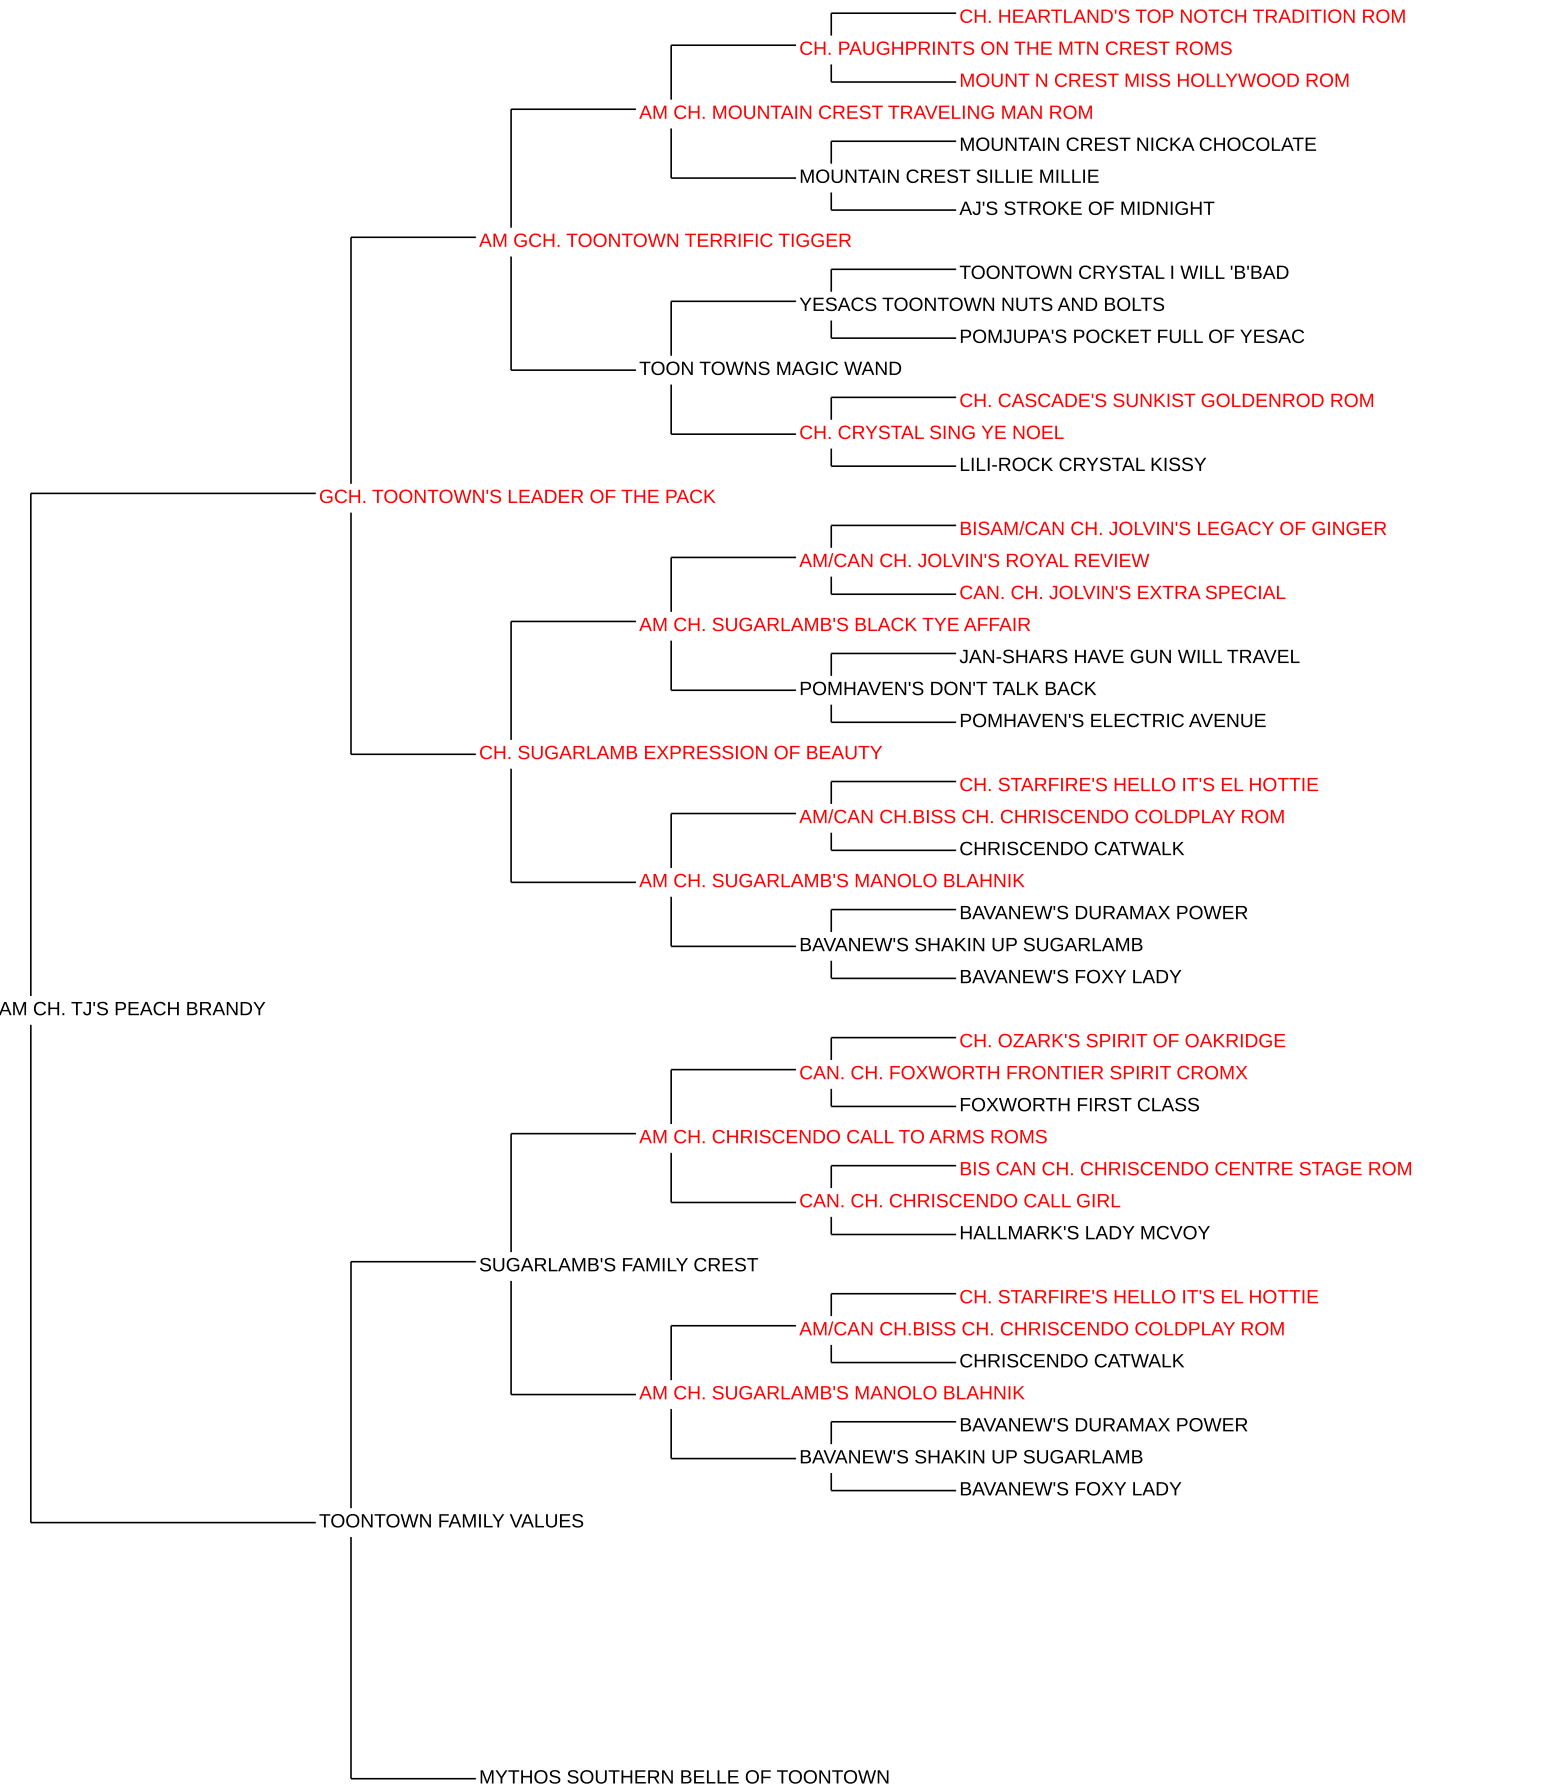 CH. HEARTLAND'S TOP NOTCH TRADITION ROM
CH. PAUGHPRINTS ON THE MTN CREST ROMS
MOUNT N CREST MISS HOLLYWOOD ROM
AM CH. MOUNTAIN CREST TRAVELING MAN ROM
MOUNTAIN CREST NICKA CHOCOLATE
MOUNTAIN CREST SILLIE MILLIE
AJ'S STROKE OF MIDNIGHT
AM GCH. TOONTOWN TERRIFIC TIGGER
TOONTOWN CRYSTAL I WILL 'B'BAD
YESACS TOONTOWN NUTS AND BOLTS
POMJUPA'S POCKET FULL OF YESAC
TOON TOWNS MAGIC WAND
CH. CASCADE'S SUNKIST GOLDENROD ROM
CH. CRYSTAL SING YE NOEL
LILI-ROCK CRYSTAL KISSY
GCH. TOONTOWN'S LEADER OF THE PACK
BISAM/CAN CH. JOLVIN'S LEGACY OF GINGER
AM/CAN CH. JOLVIN'S ROYAL REVIEW
CAN. CH. JOLVIN'S EXTRA SPECIAL
AM CH. SUGARLAMB'S BLACK TYE AFFAIR
JAN-SHARS HAVE GUN WILL TRAVEL
POMHAVEN'S DON'T TALK BACK
POMHAVEN'S ELECTRIC AVENUE
CH. SUGARLAMB EXPRESSION OF BEAUTY
CH. STARFIRE'S HELLO IT'S EL HOTTIE
AM/CAN CH.BISS CH. CHRISCENDO COLDPLAY ROM
CHRISCENDO CATWALK
AM CH. SUGARLAMB'S MANOLO BLAHNIK
BAVANEW'S DURAMAX POWER
BAVANEW'S SHAKIN UP SUGARLAMB
BAVANEW'S FOXY LADY
AM CH. TJ'S PEACH BRANDY
CH. OZARK'S SPIRIT OF OAKRIDGE
CAN. CH. FOXWORTH FRONTIER SPIRIT CROMX
FOXWORTH FIRST CLASS
AM CH. CHRISCENDO CALL TO ARMS ROMS
BIS CAN CH. CHRISCENDO CENTRE STAGE ROM
CAN. CH. CHRISCENDO CALL GIRL
HALLMARK'S LADY MCVOY
SUGARLAMB'S FAMILY CREST
CH. STARFIRE'S HELLO IT'S EL HOTTIE
AM/CAN CH.BISS CH. CHRISCENDO COLDPLAY ROM
CHRISCENDO CATWALK
AM CH. SUGARLAMB'S MANOLO BLAHNIK
BAVANEW'S DURAMAX POWER
BAVANEW'S SHAKIN UP SUGARLAMB
BAVANEW'S FOXY LADY
TOONTOWN FAMILY VALUES
MYTHOS SOUTHERN BELLE OF TOONTOWN